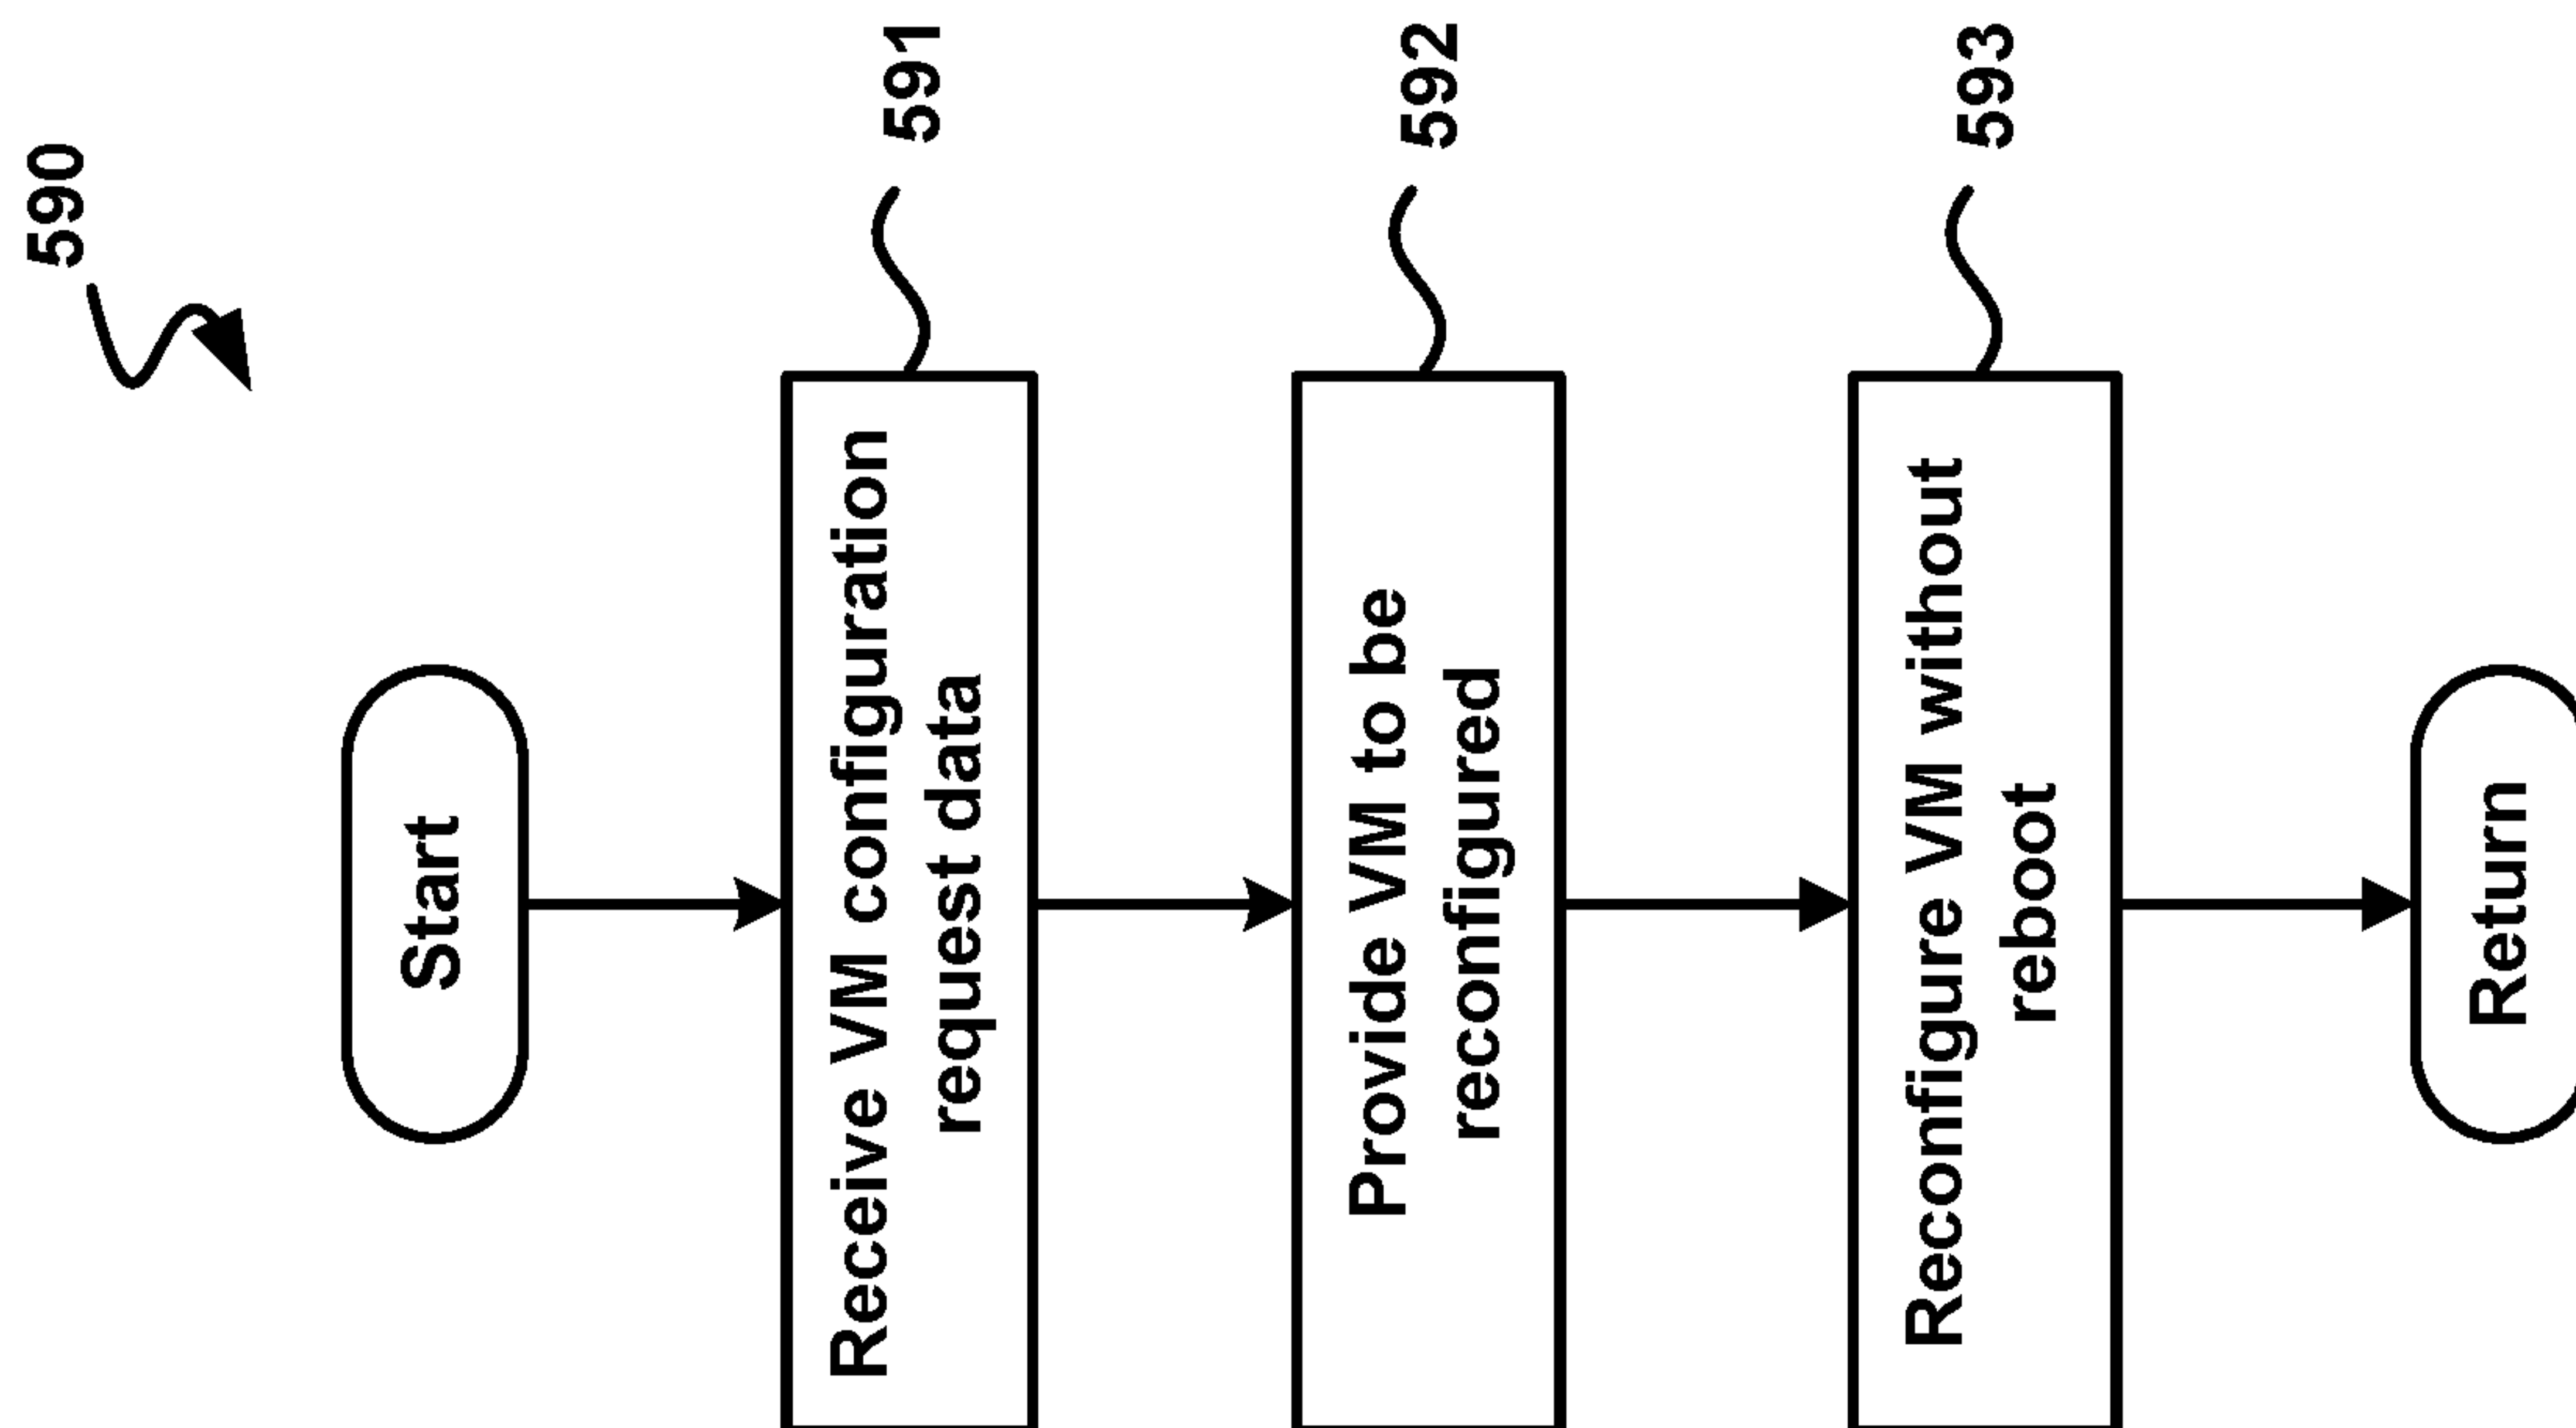 590
Start
Receive VM configuration
request data
591
Provide VM to be
reconfigured
592
Reconfigure VM without
reboot
593
Return